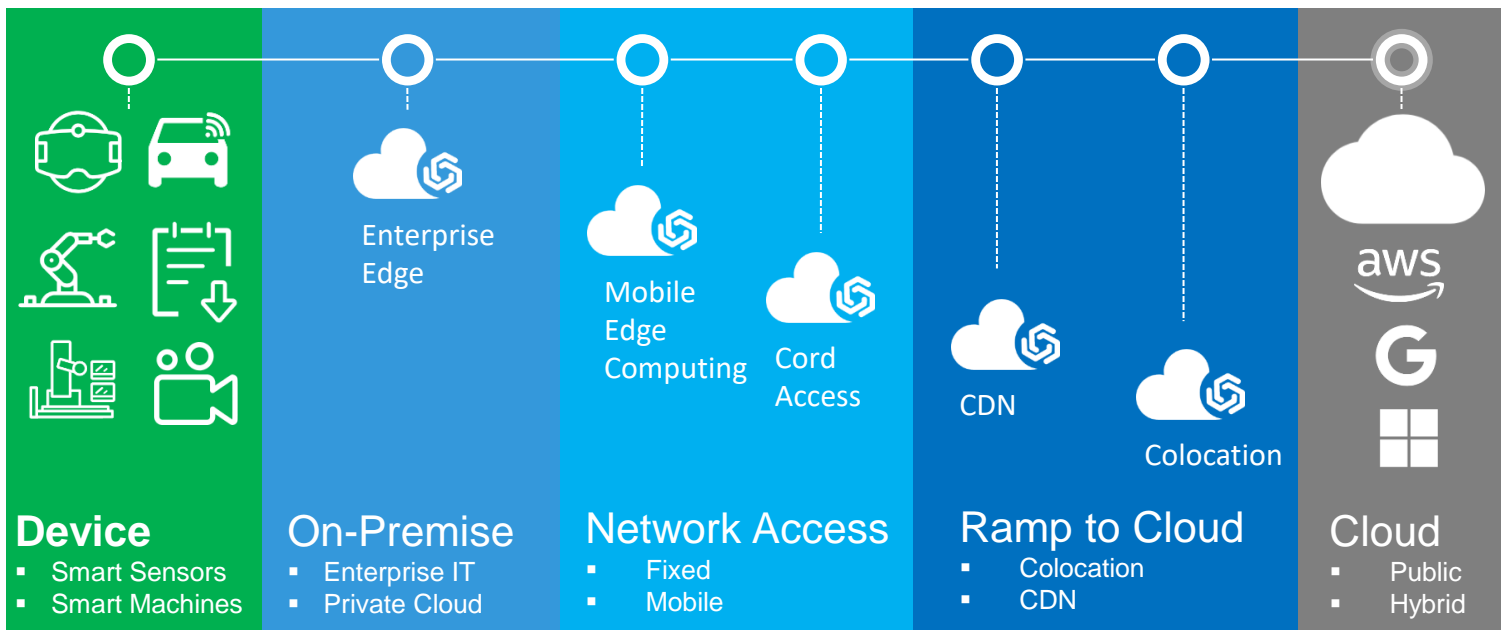 Enterprise
Edge
Mobile
Edge
Computing
Cord
Access
CDN
Colocation
aws
G
Device
▪ Smart Sensors
▪ Smart Machines
On-Premise
▪ Enterprise IT
▪ Private Cloud
Network Access
▪ Fixed
▪ Mobile
Ramp to Cloud
▪ Colocation
▪ CDN
Cloud
▪ Public
▪ Hybrid